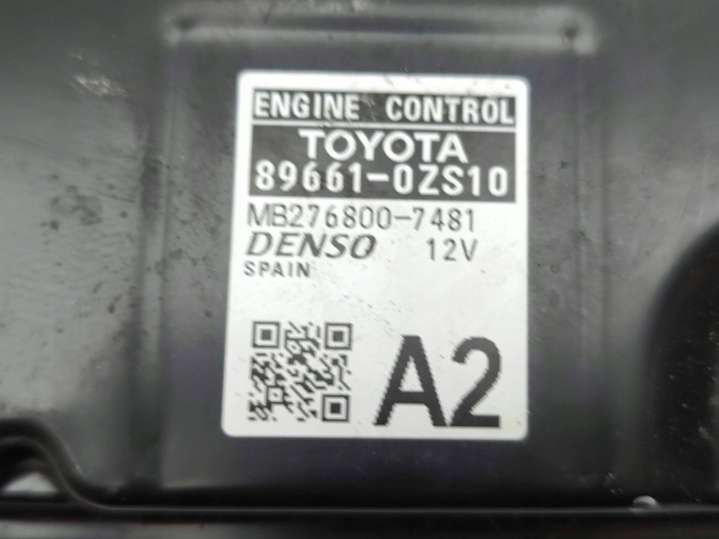 ENGINE CONTROL
TOYOTA
89661-0ZS10
MB276800-7481
DENSO 12V
SPAIN
A2